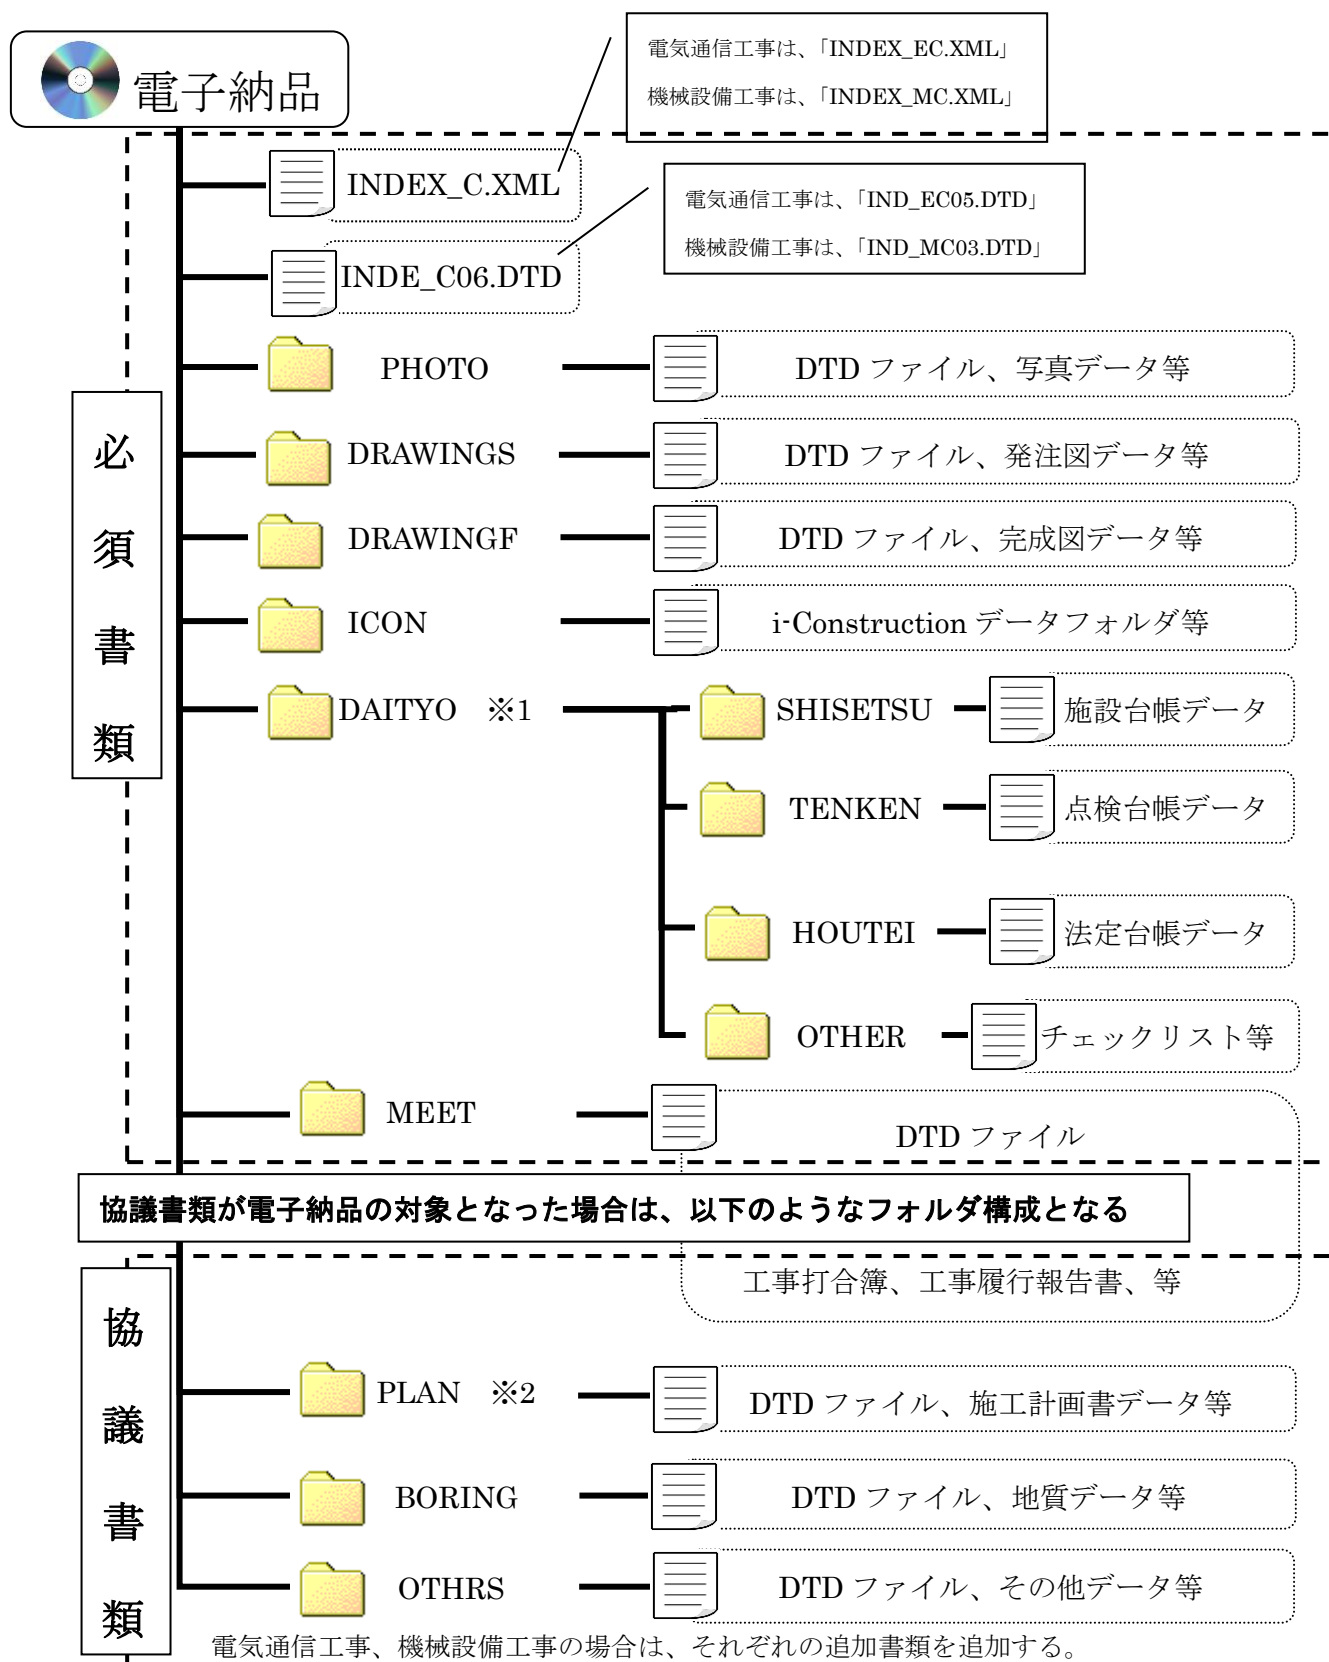 電子納品
電気通信工事は、「INDEX_EC.XML」
機械設備工事は、「INDEX_MC.XML」
INDEX_C.XML
電気通信工事は、「IND_EC05.DTD」
機械設備工事は、「IND_MC03.DTD」
INDE_C06.DTD
必須書類
PHOTO
DTD ファイル、写真データ等
DRAWINGS
DTD ファイル、発注図データ等
DRAWINGF
DTD ファイル、完成図データ等
ICON
i-Construction データフォルダ等
DAITYO ※1
SHISETSU
施設台帳データ
TENKEN
点検台帳データ
HOUTEI
法定台帳データ
OTHER
チェックリスト等
MEET
DTD ファイル
協議書類が電子納品の対象となった場合は、以下のようなフォルダ構成となる
工事打合簿、工事履行報告書、等
協議書類
PLAN ※2
DTD ファイル、施工計画書データ等
BORING
DTD ファイル、地質データ等
OTHRS
DTD ファイル、その他データ等
電気通信工事、機械設備工事の場合は、それぞれの追加書類を追加する。